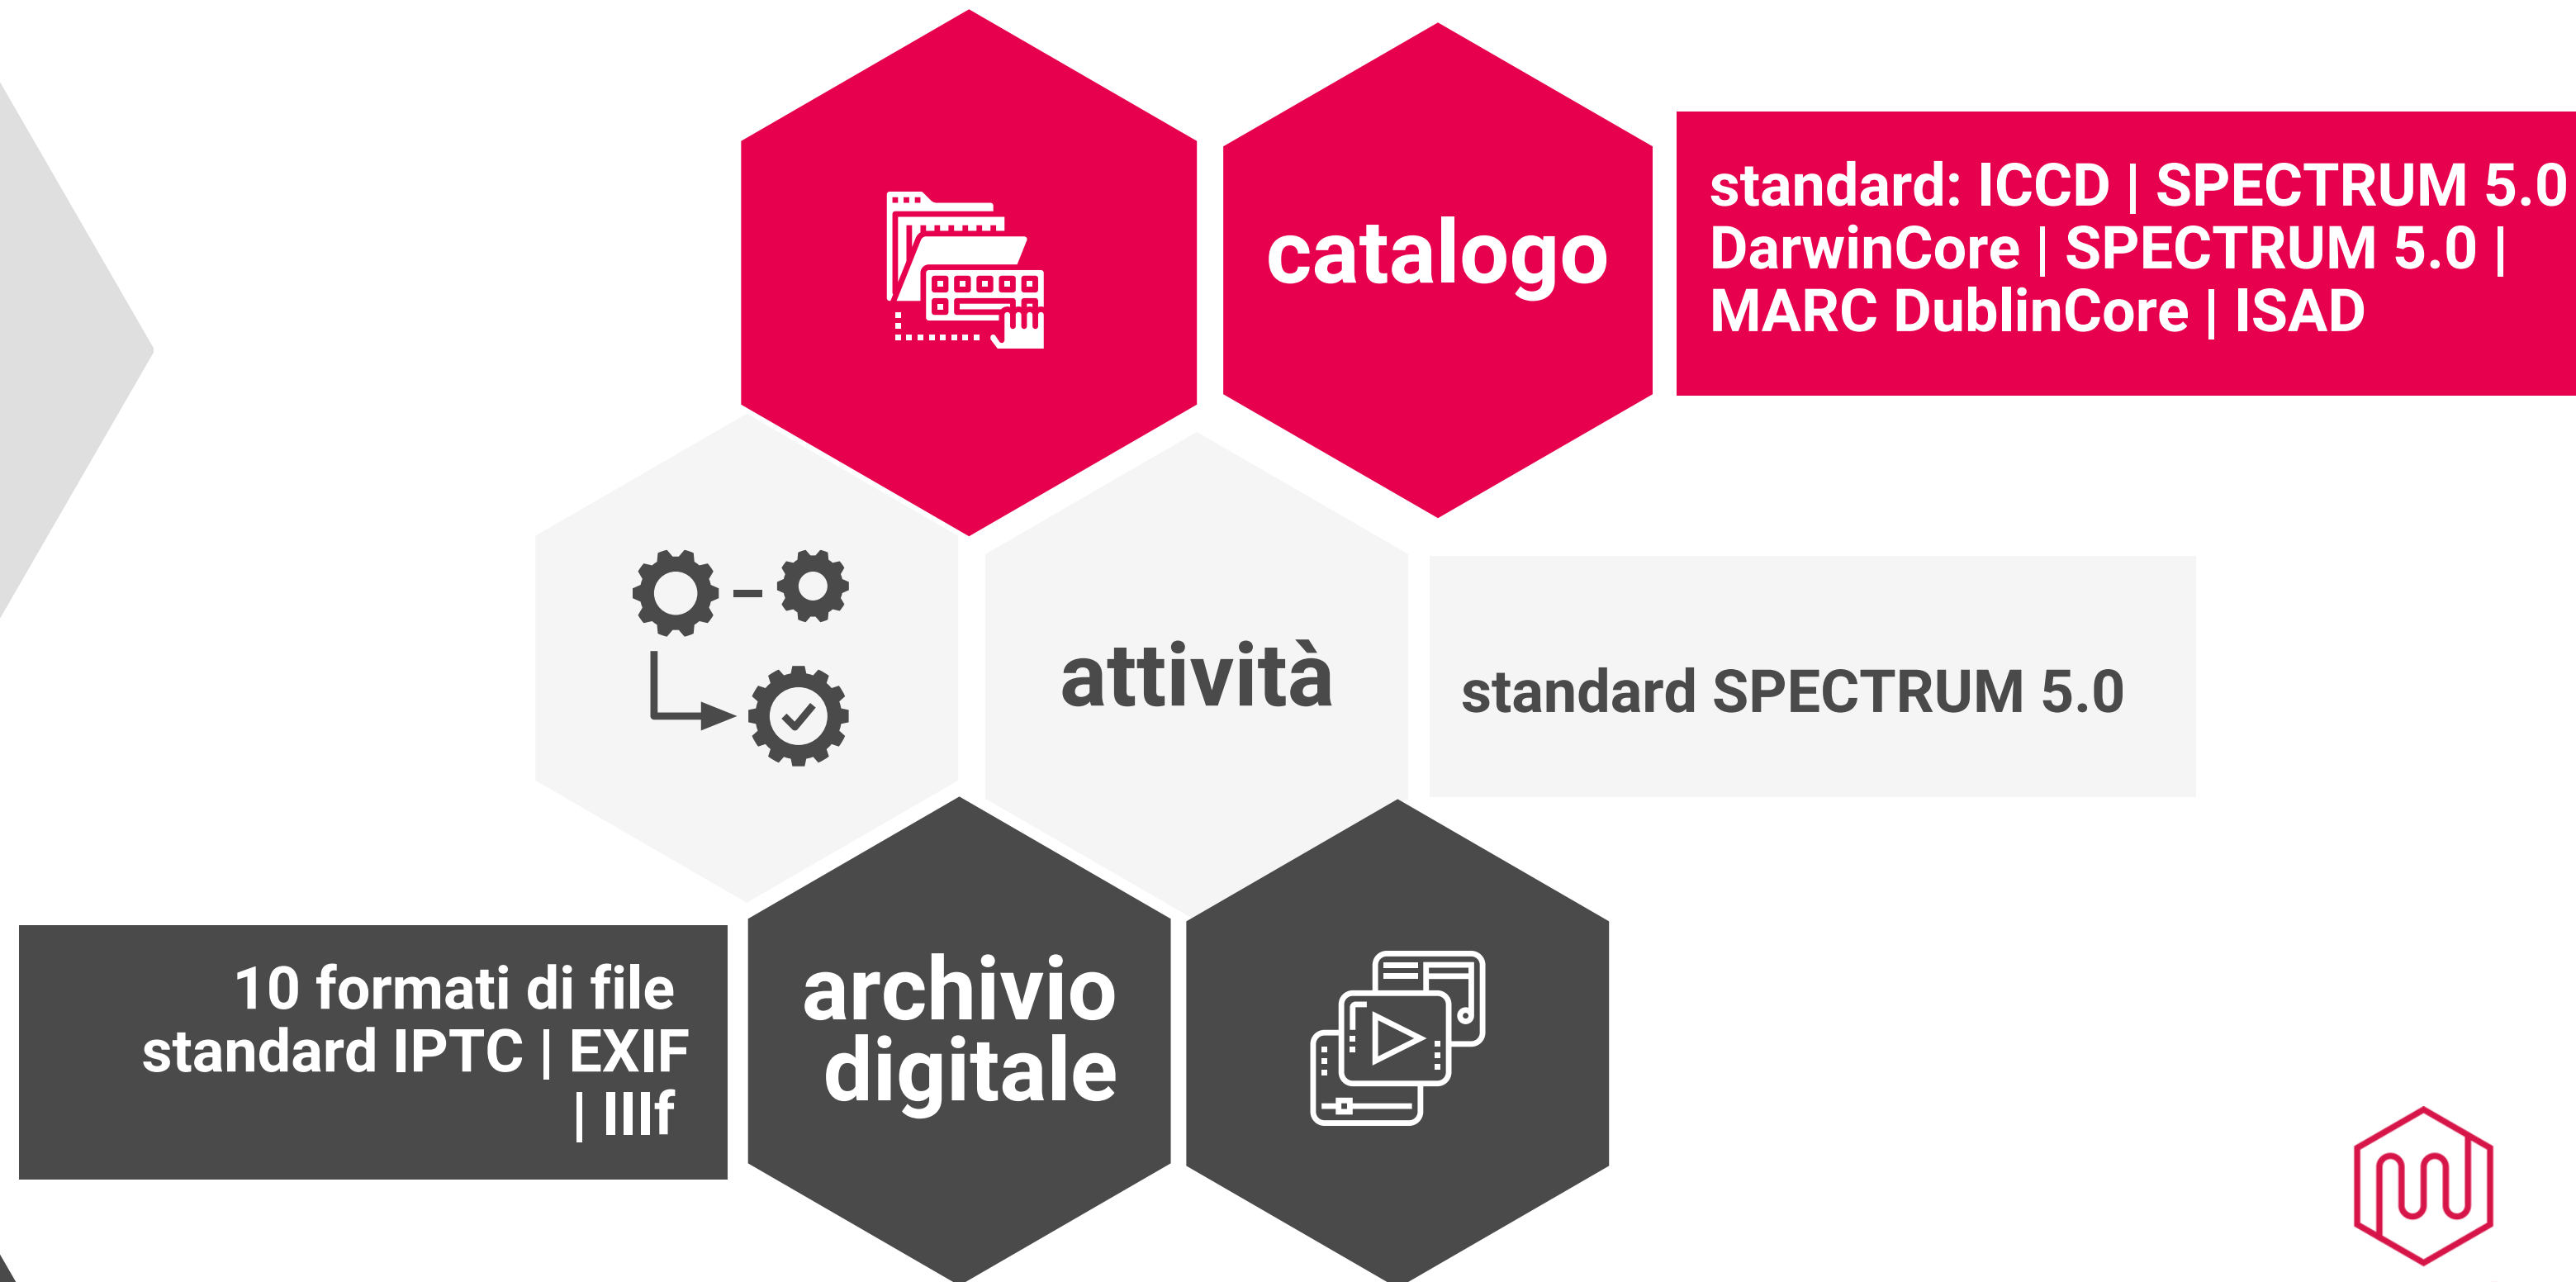 catalogo
standard: ICCD | SPECTRUM 5.0
DarwinCore | SPECTRUM 5.0 |
MARC DublinCore | ISAD
attività
standard SPECTRUM 5.0
10 formati di file
standard IPTC | EXIF
| IIIf
archivio
digitale